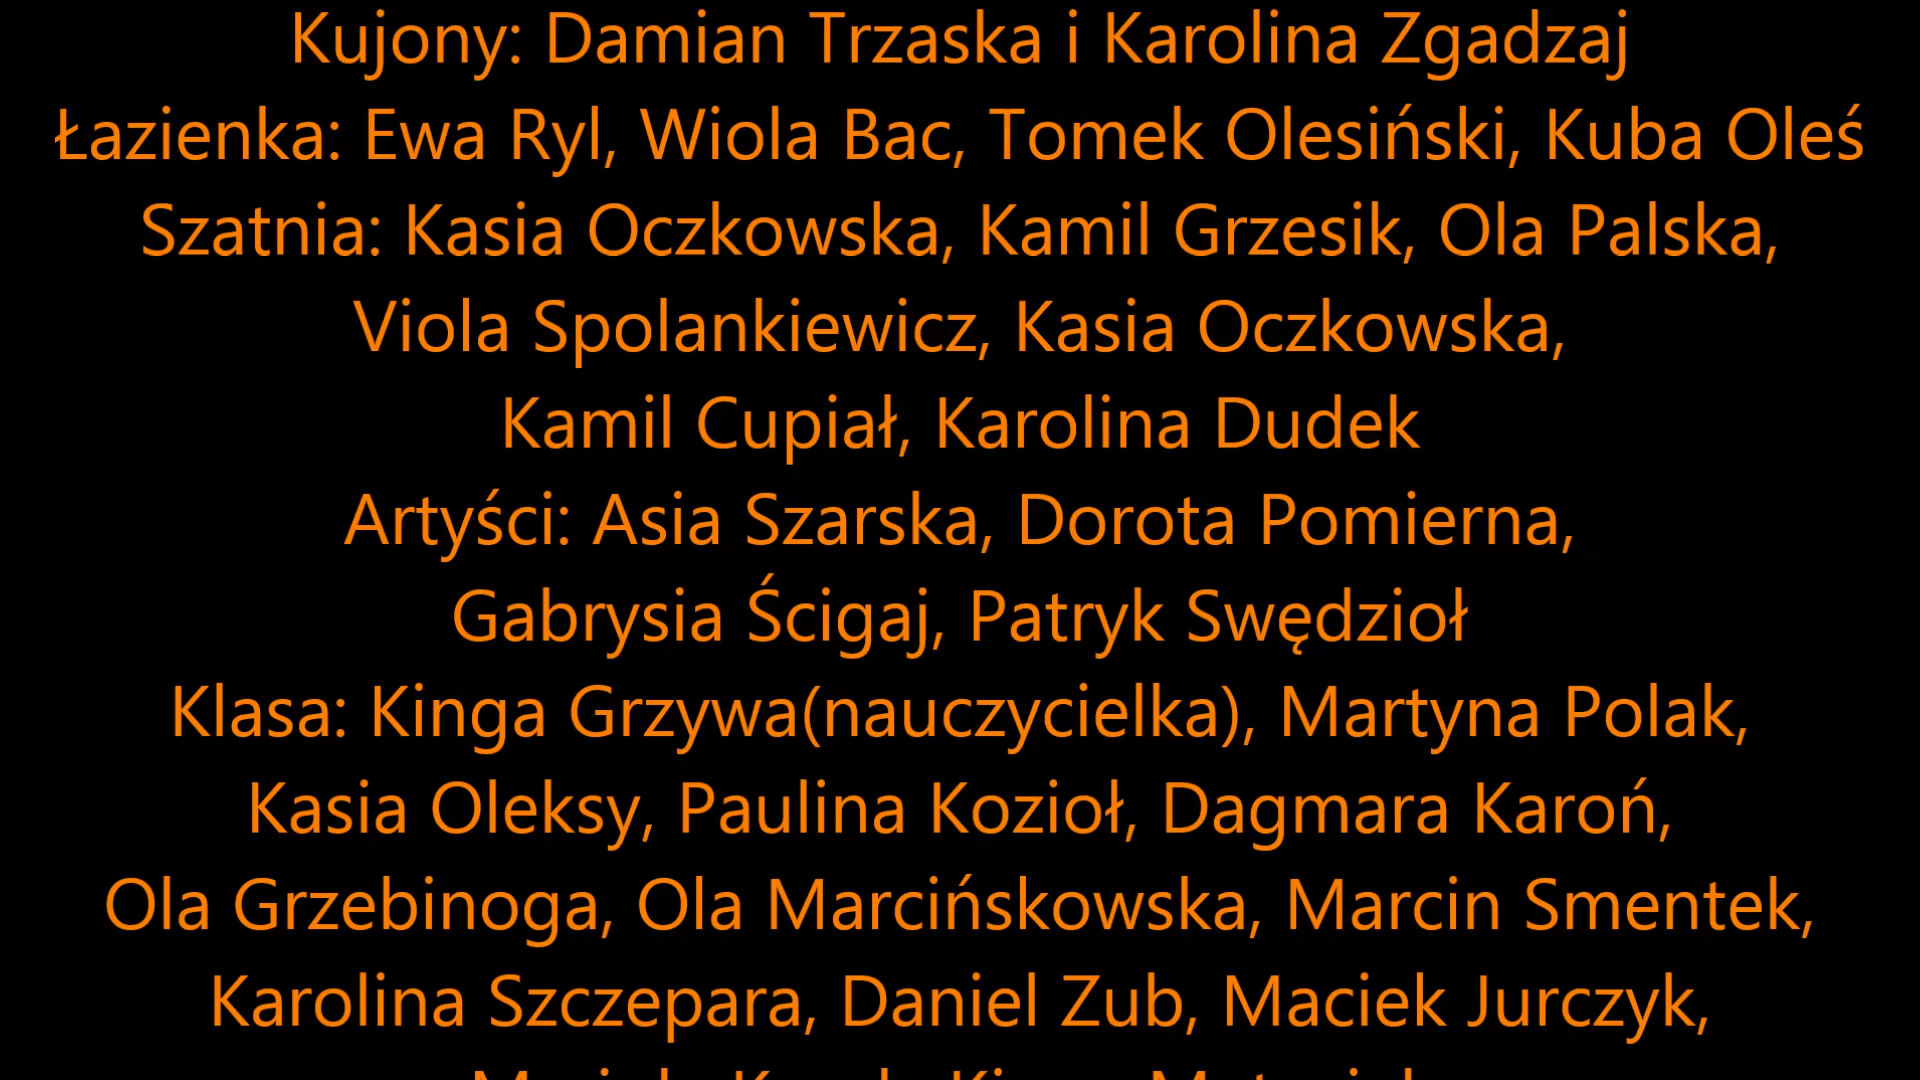 Kujony: Damian Trzaska i Karolina Zgadzaj
Łazienka: Ewa Ryl, Wiola Bac, Tomek Olesiński, Kuba Oleś
Szatnia: Kasia Oczkowska, Kamil Grzesik, Ola Palska,
Viola Spolankiewicz, Kasia Oczkowska,
Kamil Cupiał, Karolina Dudek
Artyści: Asia Szarska, Dorota Pomierna,
Gabrysia Ścigaj, Patryk Swędzioł
Klasa: Kinga Grzywa(nauczycielka), Martyna Polak,
Kasia Oleksy, Paulina Kozioł, Dagmara Karoń,
Ola Grzebinoga, Ola Marcińskowska, Marcin Smentek,
Karolina Szczepara, Daniel Zub, Maciek Jurczyk,